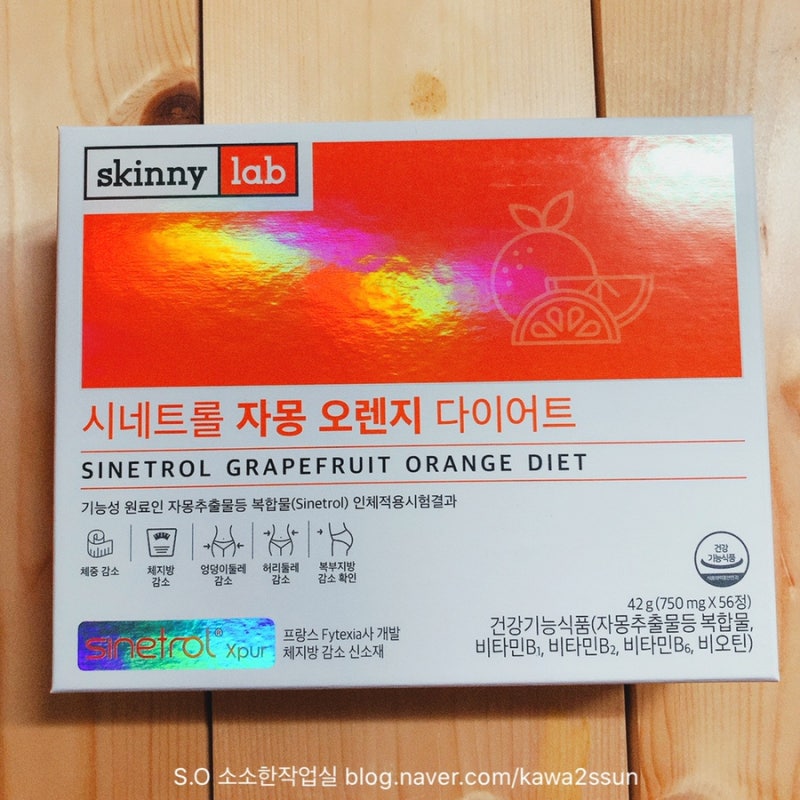 skinny lab
시네트롤 자몽 오렌지 다이어트
SINETROL GRAPEFRUIT ORANGE DIET
기능성 원료인 자몽추출물등 복합물(Sinetrol) 인체적용시험결과
체중 감소
체지방
감소
엉덩이둘레
감소
허리둘레
감소
복부지방
감소 확인
건강
기능식품
42 g (750 mg X 56정)
건강기능식품(자몽추출물등 복합물,
비타민B₁, 비타민B₂, 비타민B₆, 비오틴)
sinetrol® Xpur
프랑스 Fytexia사 개발
체지방 감소 신소재
S.O 소소한작업실 blog.naver.com/kawa2ssun